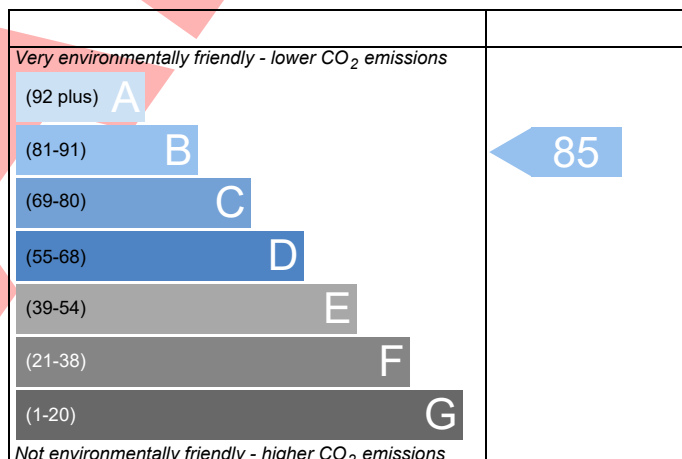 Very environmentally friendly - lower CO₂ emissions
(92 plus) A
(81-91) B
85
(69-80) C
(55-68) D
(39-54) E
(21-38) F
(1-20) G
Not environmentally friendly - higher CO₂ emissions